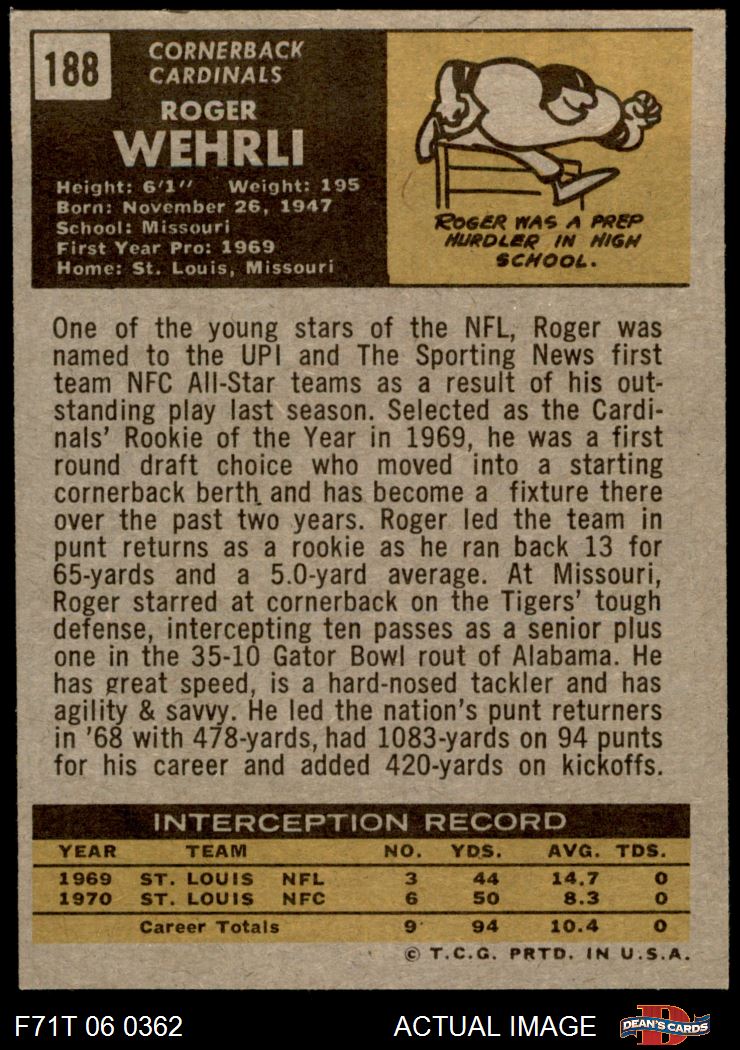 188
CORNERBACK
CARDINALS
ROGER
WEHRLI
Height: 6'1" Weight: 195
Born: November 26, 1947
School: Missouri
First Year Pro: 1969
Home: St. Louis, Missouri
ROGER WAS A PREP
HURDLER IN HIGH
SCHOOL.
One of the young stars of the NFL, Roger was
named to the UPI and The Sporting News first
team NFC All-Star teams as a result of his out-
standing play last season. Selected as the Cardi-
nals' Rookie of the Year in 1969, he was a first
round draft choice who moved into a starting
cornerback berth and has become a fixture there
over the past two years. Roger led the team in
punt returns as a rookie as he ran back 13 for
65-yards and a 5.0-yard average. At Missouri,
Roger starred at cornerback on the Tigers' tough
defense, intercepting ten passes as a senior plus
one in the 35-10 Gator Bowl rout of Alabama. He
has great speed, is a hard-nosed tackler and has
agility & savvy. He led the nation's punt returners
in '68 with 478-yards, had 1083-yards on 94 punts
for his career and added 420-yards on kickoffs.
INTERCEPTION RECORD
YEAR TEAM NO. YDS. AVG. TDS.
1969 ST. LOUIS NFL 3 44 14.7 0
1970 ST. LOUIS NFC 6 50 8.3 0
Career Totals 9 94 10.4 0
© T.C.G. PRTD. IN U.S.A.
F71T 06 0362 ACTUAL IMAGE D DEAN'S CARDS